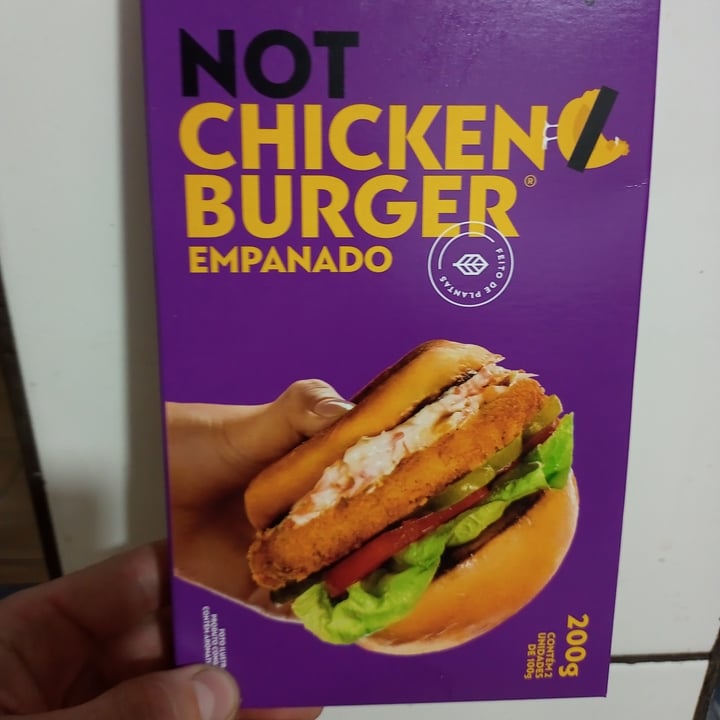 NOT
CHICKEN
BURGER®
EMPANADO
FEITO DE PLANTAS
200g
CONTÉM 2
UNIDADES
DE 100g